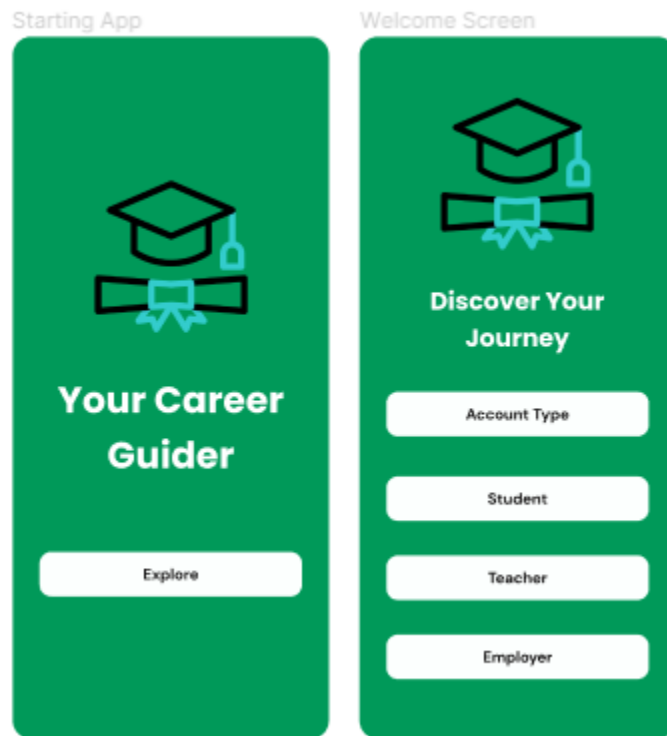 Starting App
Your Career
Guider
Explore
Welcome Screen
Discover Your
Journey
Account Type
Student
Teacher
Employer